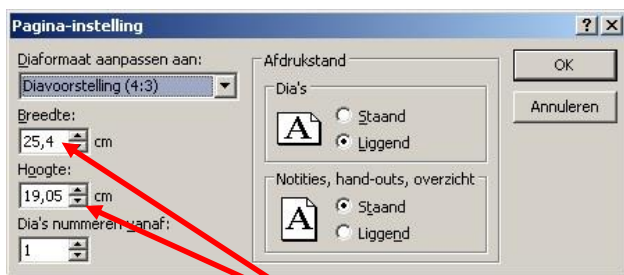 Pagina-instelling
Diaformaat aanpassen aan:
Diavoorstelling (4:3)
Breedte:
25,4 cm
Hoogte:
19,05 cm
Dia's nummeren vanaf:
1
Afdrukstand
Dia's
A
Staand
Liggend
Notities, hand-outs, overzicht
A
Staand
Liggend
OK
Annuleren